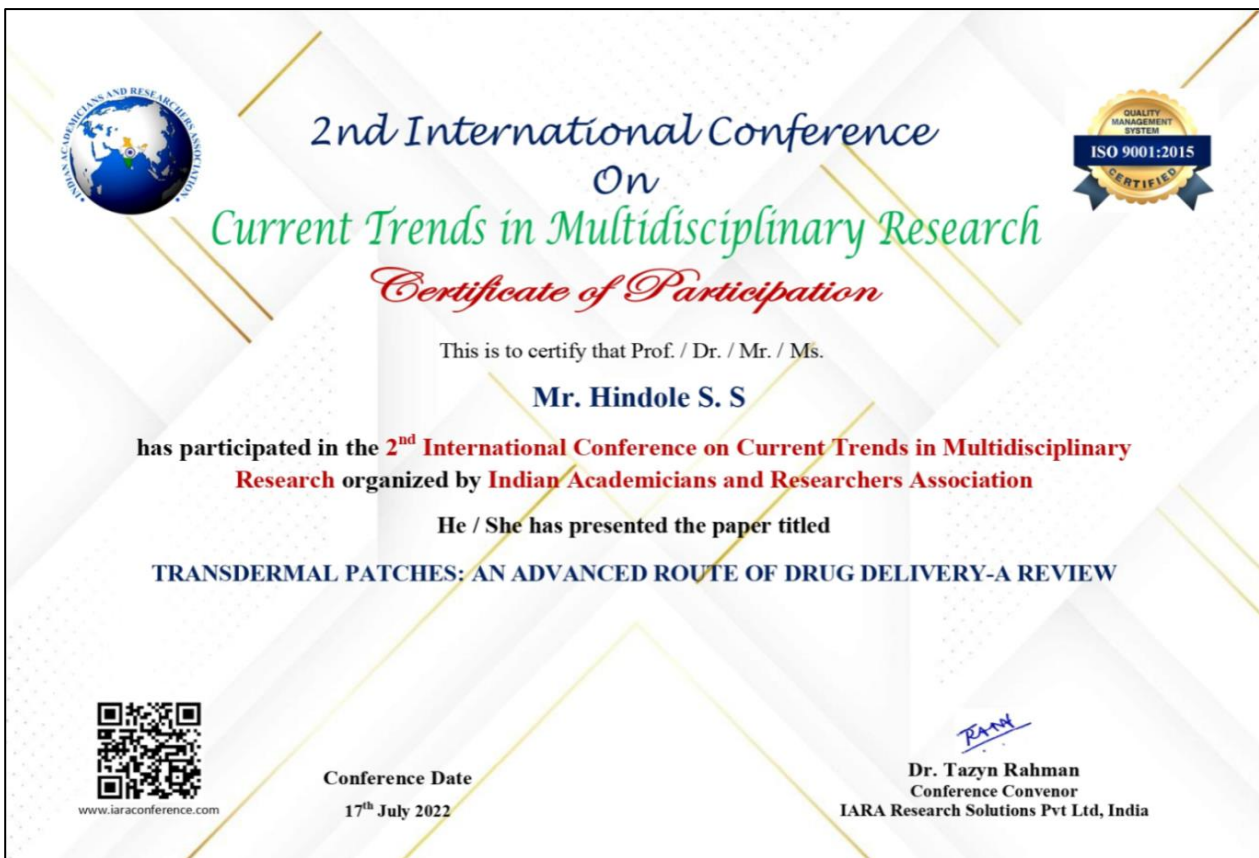 INDIAN ACADEMICIANS AND RESEARCHERS ASSOCIATION
QUALITY
MANAGEMENT
SYSTEM
ISO 9001:2015
CERTIFIED
2nd International Conference
On
Current Trends in Multidisciplinary Research
Certificate of Participation
This is to certify that Prof. / Dr. / Mr. / Ms.
Mr. Hindole S. S
has participated in the 2nd International Conference on Current Trends in Multidisciplinary
Research organized by Indian Academicians and Researchers Association
He / She has presented the paper titled
TRANSDERMAL PATCHES: AN ADVANCED ROUTE OF DRUG DELIVERY-A REVIEW
www.iaraconference.com
Conference Date
17th July 2022
Dr. Tazyn Rahman
Conference Convenor
IARA Research Solutions Pvt Ltd, India